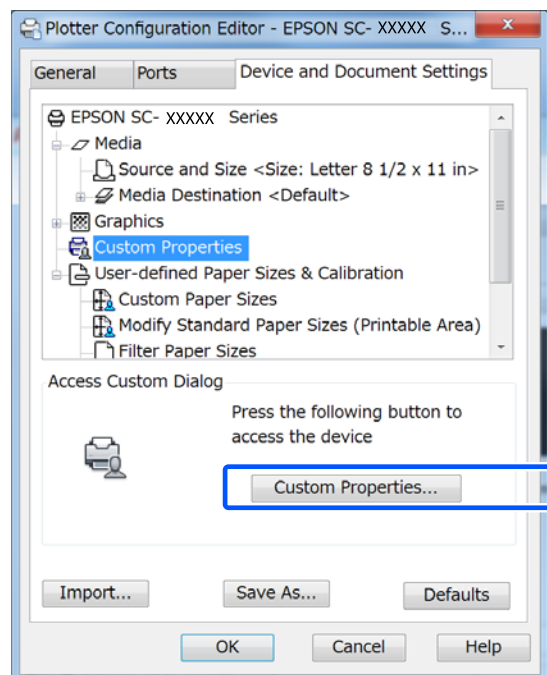 Plotter Configuration Editor - EPSON SC- XXXXX S...
General Ports Device and Document Settings
EPSON SC- XXXXX Series
Media
Source and Size <Size: Letter 8 1/2 x 11 in>
Media Destination <Default>
Graphics
Custom Properties
User-defined Paper Sizes & Calibration
Custom Paper Sizes
Modify Standard Paper Sizes (Printable Area)
Filter Paper Sizes
Access Custom Dialog
Press the following button to
access the device
Custom Properties...
Import... Save As... Defaults
OK Cancel Help